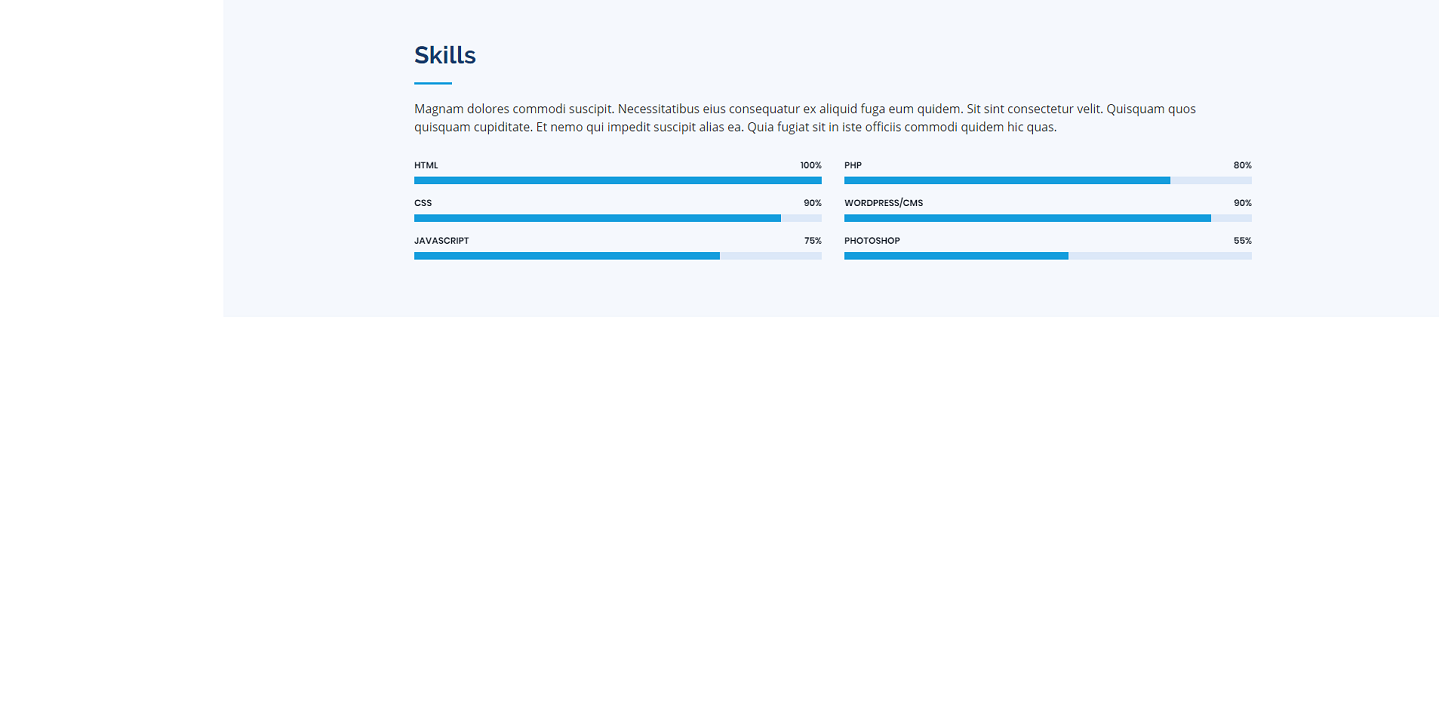 Skills
Magnam dolores commodi suscipit. Necessitatibus eius consequatur ex aliquid fuga eum quidem. Sit sint consectetur velit. Quisquam quos
quisquam cupiditate. Et nemo qui impedit suscipit alias ea. Quia fugiat sit in iste officiis commodi quidem hic quas.
HTML 100%
CSS 90%
JAVASCRIPT 75%
PHP 80%
WORDPRESS/CMS 90%
PHOTOSHOP 55%